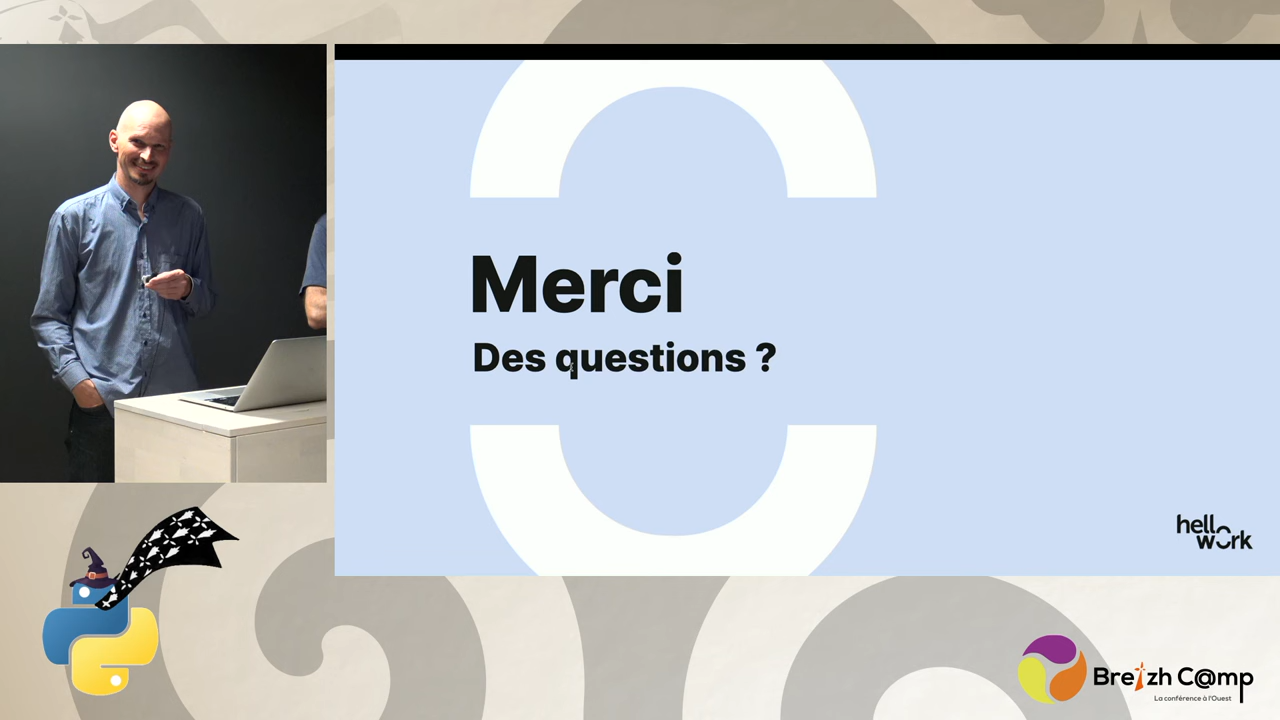 Merci
Des questions ?
hello
work
Breizh C@mp
La conférence à l'Ouest